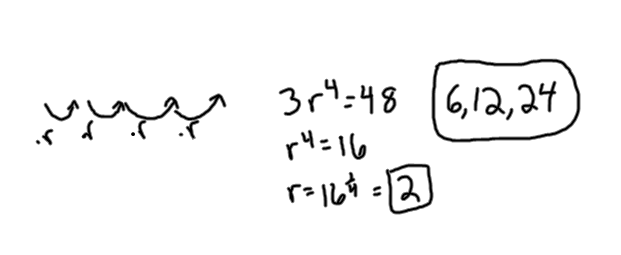 3r⁴=48
6,12,24
.r r .r .r
r⁴=16
r=16^¼ = 2